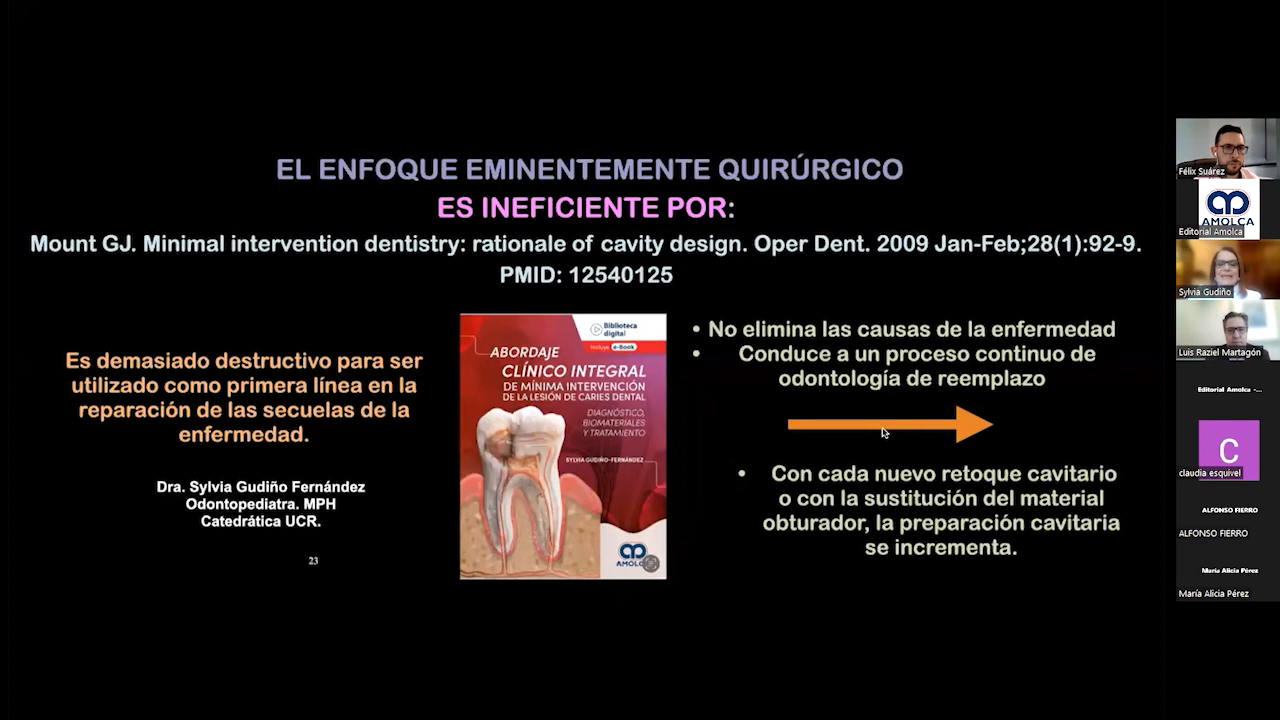 EL ENFOQUE EMINENTEMENTE QUIRÚRGICO
ES INEFICIENTE POR:
Mount GJ. Minimal intervention dentistry: rationale of cavity design. Oper Dent. 2009 Jan-Feb;28(1):92-9.
PMID: 12540125
Es demasiado destructivo para ser
utilizado como primera línea en la
reparación de las secuelas de la
enfermedad.
Dra. Sylvia Gudiño Fernández
Odontopediatra. MPH
Catedrática UCR.
23
Biblioteca
digital
Incluye e-Book
ABORDAJE
CLÍNICO INTEGRAL
DE MÍNIMA INTERVENCIÓN
DE LA LESIÓN DE CARIES DENTAL
DIAGNÓSTICO,
BIOMATERIALES
Y TRATAMIENTO
SYLVIA GUDIÑO-FERNÁNDEZ
AMOLC
• No elimina las causas de la enfermedad
• Conduce a un proceso continuo de
odontología de reemplazo
• Con cada nuevo retoque cavitario
o con la sustitución del material
obturador, la preparación cavitaria
se incrementa.
Félix Suárez
AMOLCA
Editorial Amolca
Sylvia Gudiño
Luis Raziel Martagón
Editorial Amolca -...
C
claudia esquivel
ALFONSO FIERRO
ALFONSO FIERRO
María Alicia Pérez
María Alicia Pérez